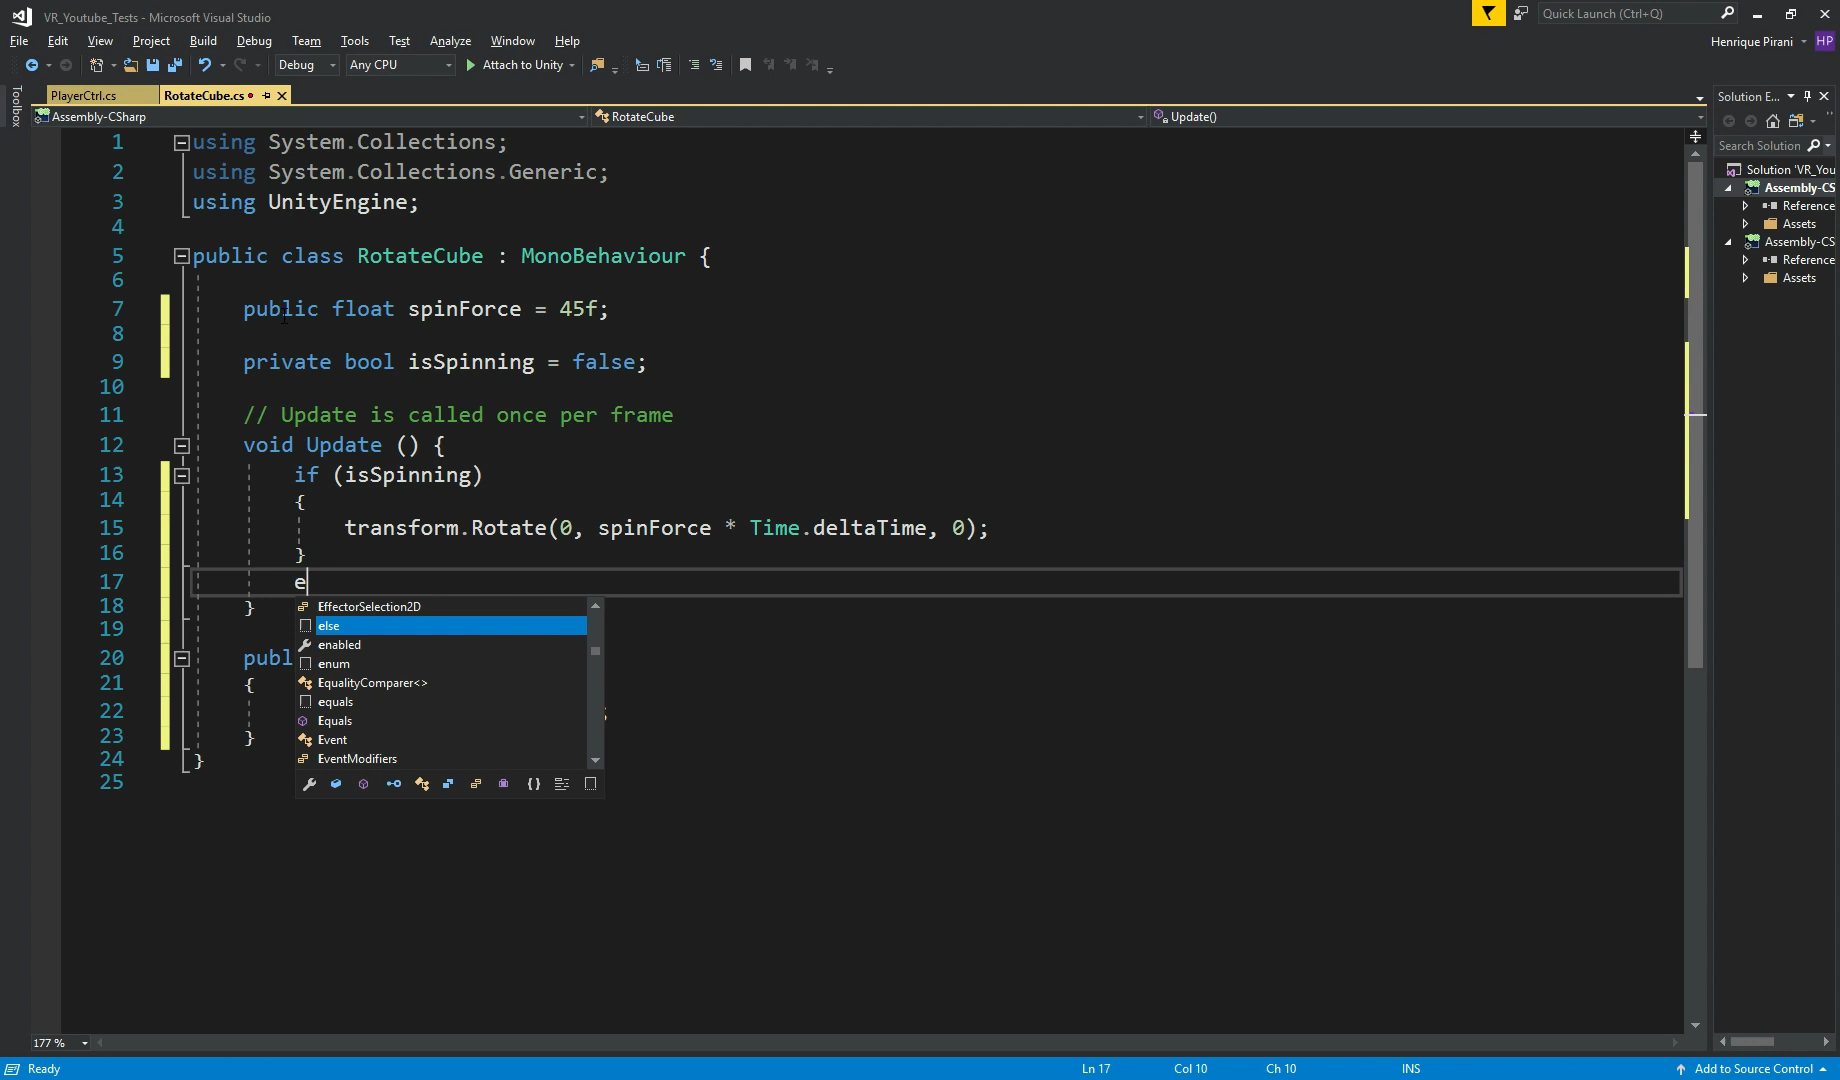 VR_Youtube_Tests - Microsoft Visual Studio
Quick Launch (Ctrl+Q)
File Edit View Project Build Debug Team Tools Test Analyze Window Help
Henrique Pirani HP
Debug Any CPU Attach to Unity
Toolbox
PlayerCtrl.cs RotateCube.cs
Solution E...
Assembly-CSharp RotateCube Update()
Search Solution
1 using System.Collections;
2 using System.Collections.Generic;
3 using UnityEngine;
4
5 public class RotateCube : MonoBehaviour {
6
7 public float spinForce = 45f;
8
9 private bool isSpinning = false;
10
11 // Update is called once per frame
12 void Update () {
13 if (isSpinning)
14 {
15 transform.Rotate(0, spinForce * Time.deltaTime, 0);
16 }
17 e
18 }
19
20 publ
21 {
22 ;
23 }
24 }
25
EffectorSelection2D
else
enabled
enum
EqualityComparer<>
equals
Equals
Event
EventModifiers
Solution 'VR_You
Assembly-CS
Reference
Assets
Assembly-CS
Reference
Assets
177 %
Ready Ln 17 Col 10 Ch 10 INS Add to Source Control